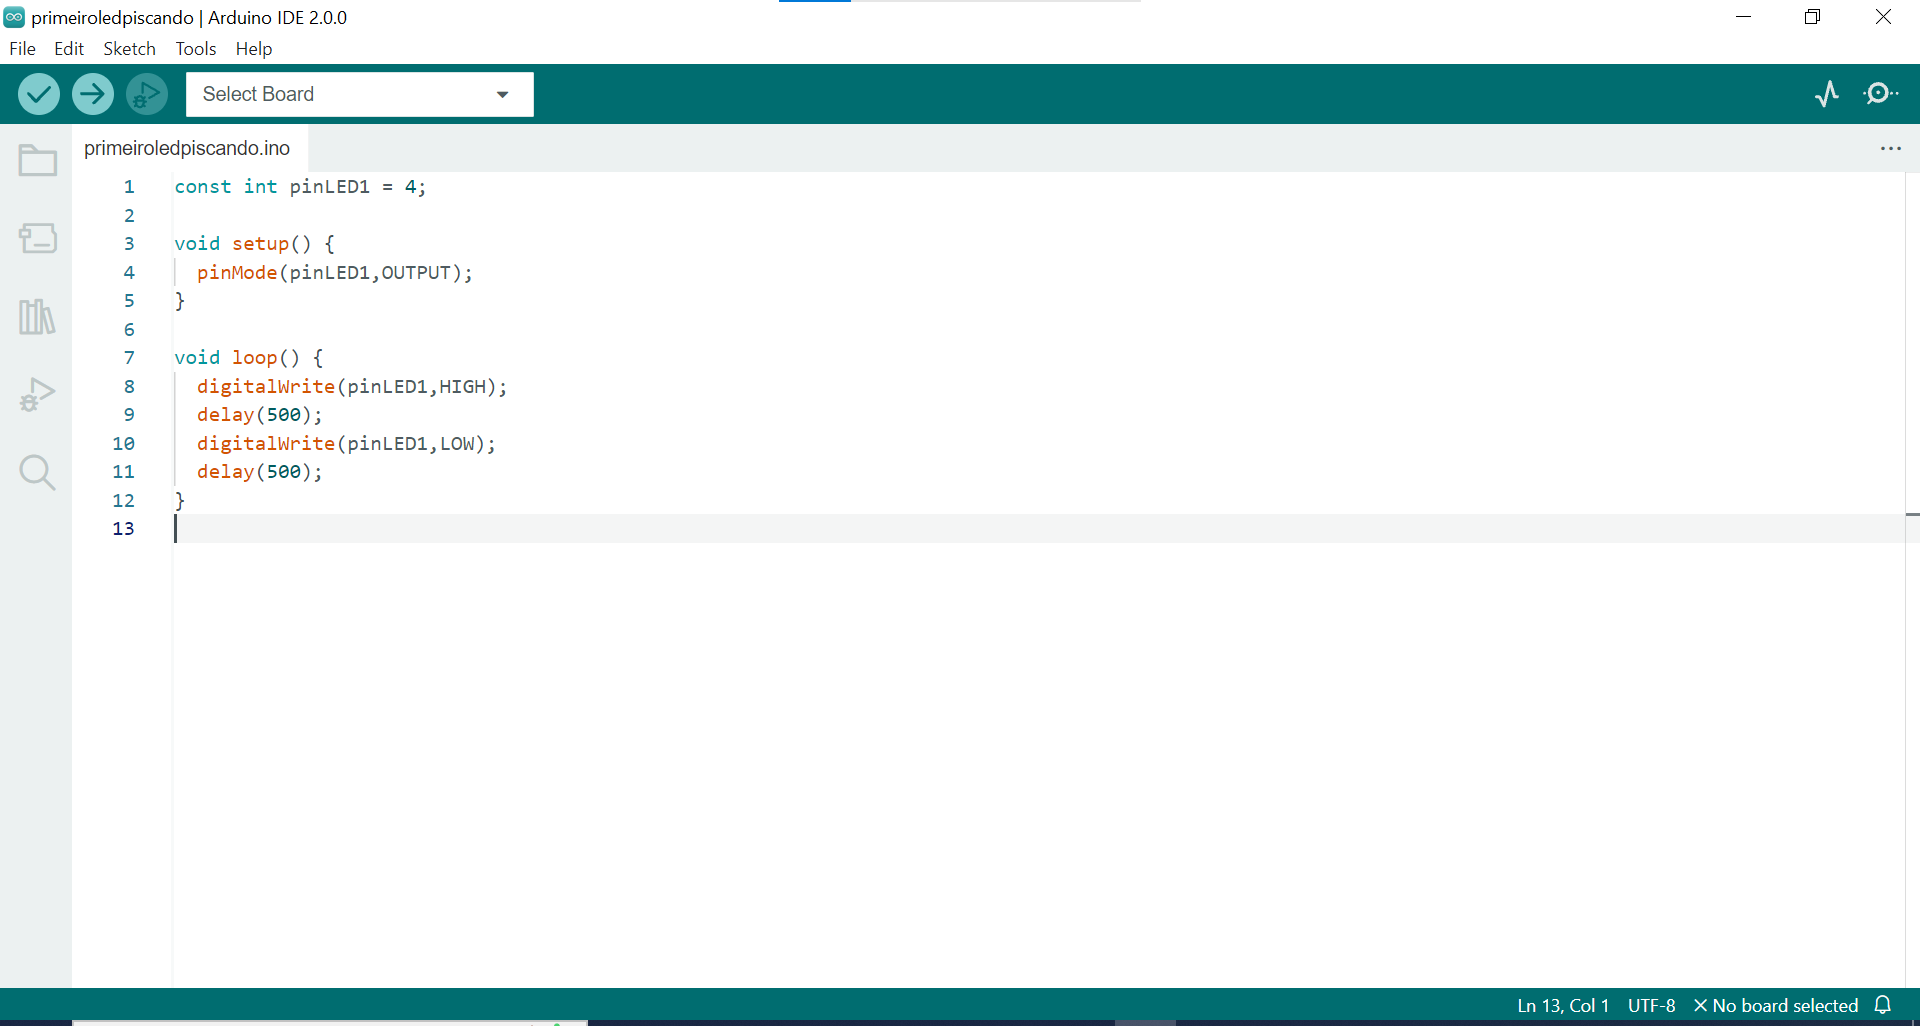 primeiroledpiscando | Arduino IDE 2.0.0
File Edit Sketch Tools Help
Select Board
primeiroledpiscando.ino
1 const int pinLED1 = 4;
2
3 void setup() {
4 pinMode(pinLED1,OUTPUT);
5 }
6
7 void loop() {
8 digitalWrite(pinLED1,HIGH);
9 delay(500);
10 digitalWrite(pinLED1,LOW);
11 delay(500);
12 }
13
Ln 13, Col 1 UTF-8 × No board selected